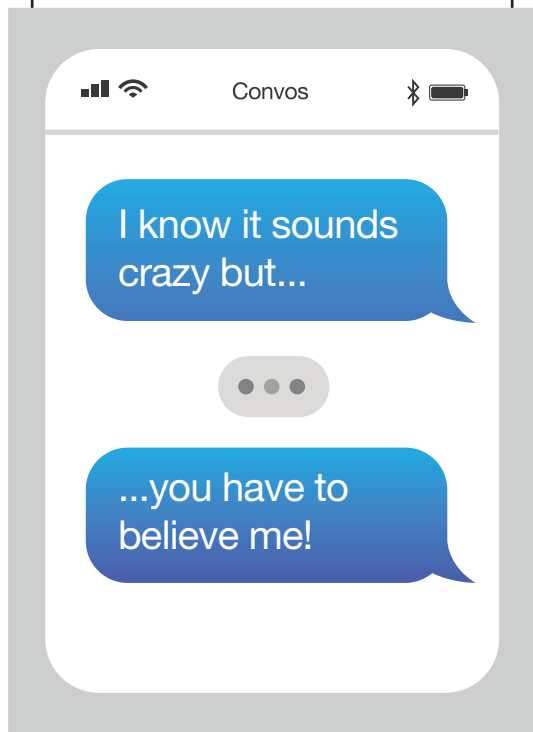 Convos
I know it sounds
crazy but...
...you have to
believe me!